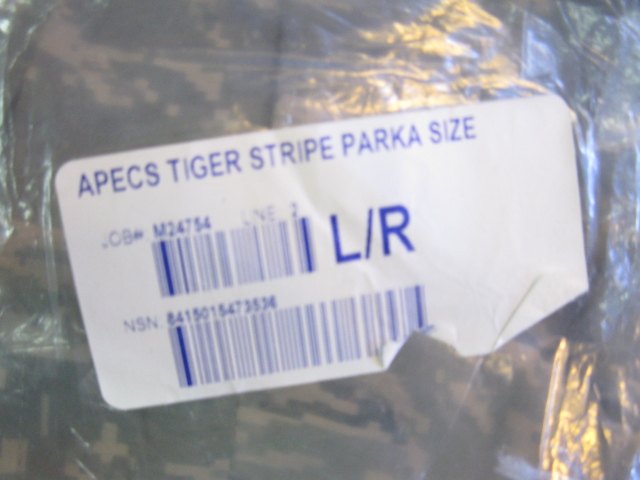 APECS TIGER STRIPE PARKA SIZE
JOB# M24754 LINE 2
L/R
NSN: 8415015473536